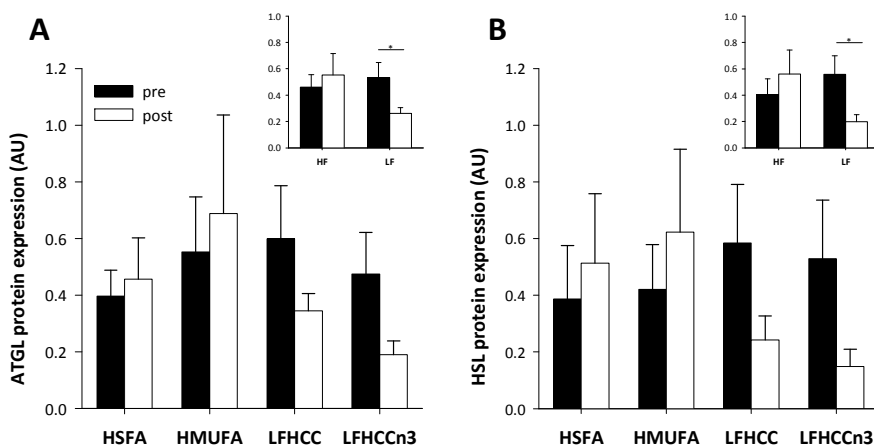 A
ATGL protein expression (AU)
1.2
1.0
0.8
0.6
0.4
0.2
0.0
pre
post
HSFA HMUFA LFHCC LFHCCn3
1.0
0.8
0.6
0.4
0.2
0.0
*
HF LF
B
HSL protein expression (AU)
1.2
1.0
0.8
0.6
0.4
0.2
0.0
HSFA HMUFA LFHCC LFHCCn3
1.0
0.8
0.6
0.4
0.2
0.0
*
HF LF